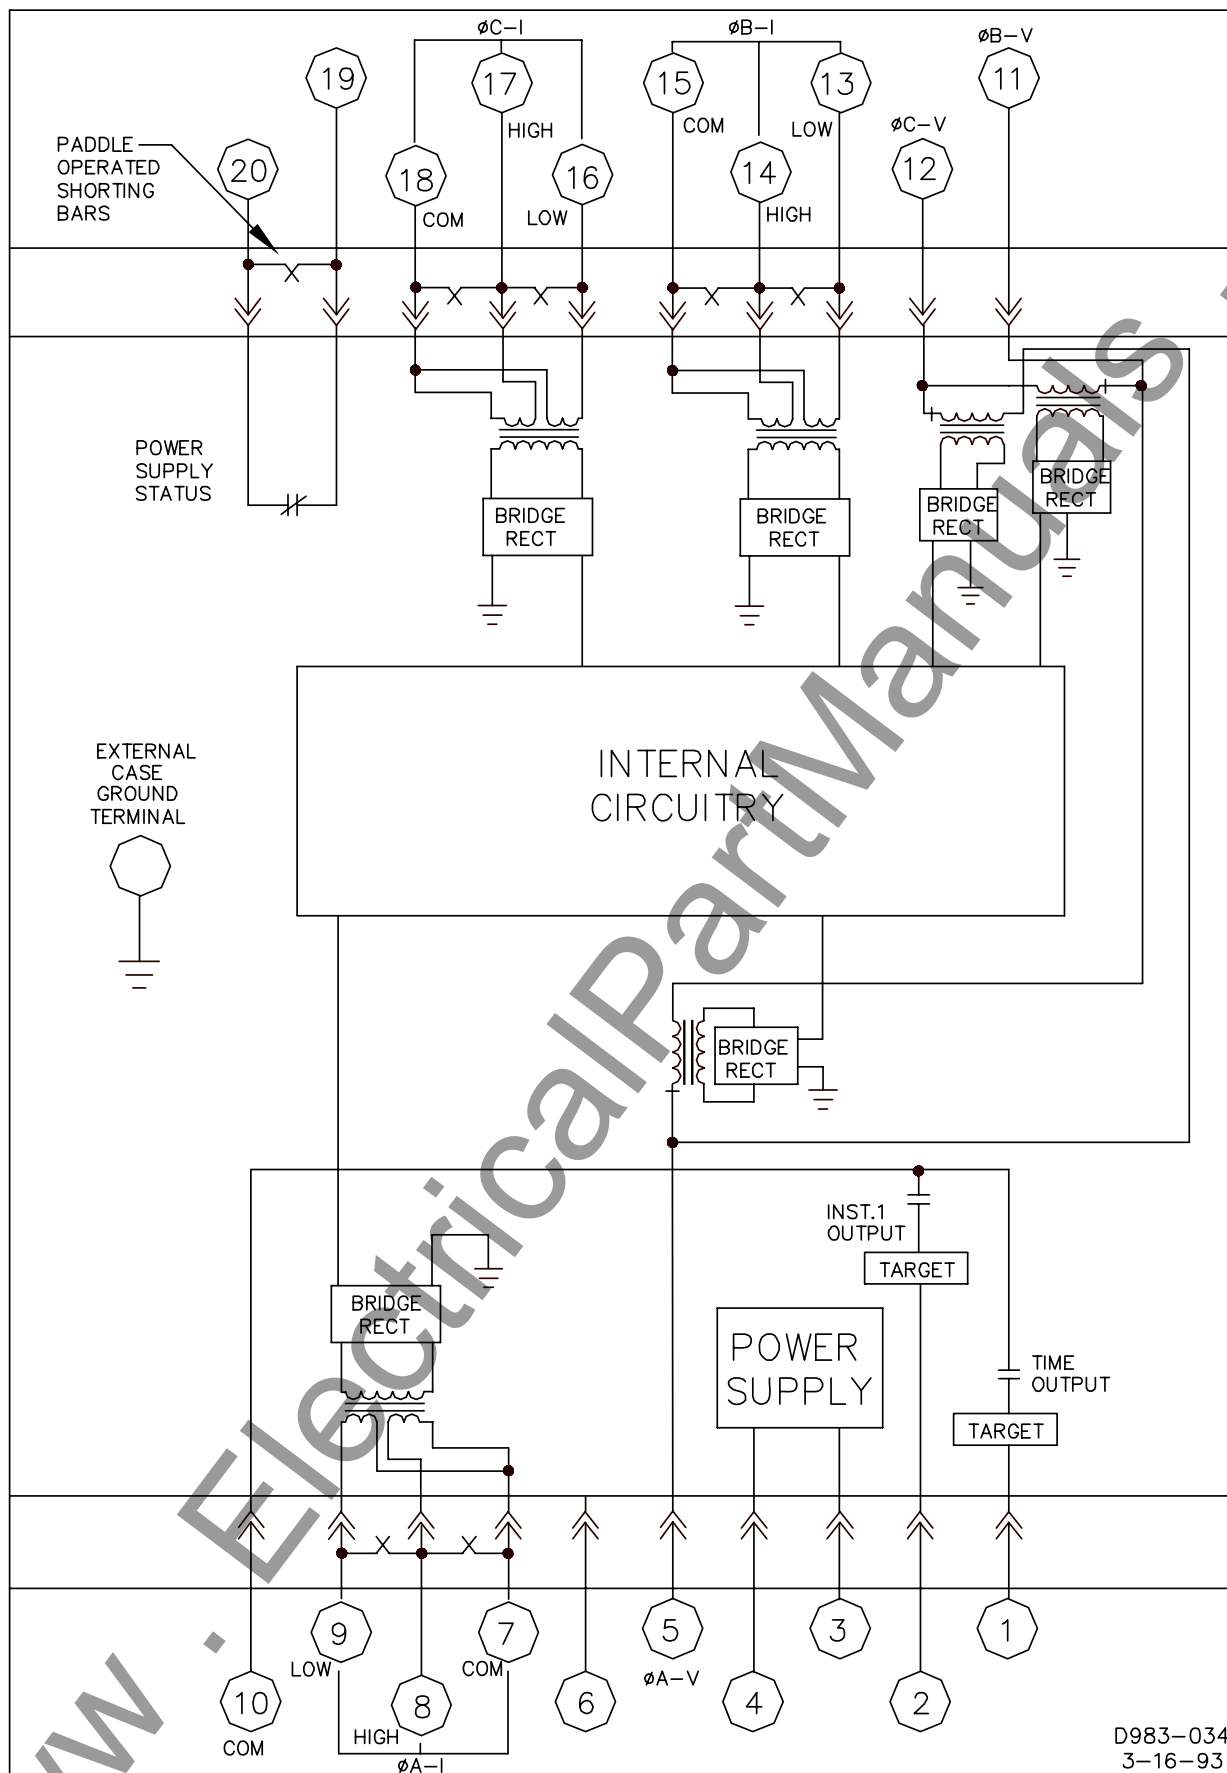 øC-I
øB-I
øB-V
19
17
15
13
11
HIGH
COM
LOW
øC-V
PADDLE
OPERATED
SHORTING
BARS
20
18
16
14
12
COM
LOW
HIGH
POWER
SUPPLY
STATUS
BRIDGE
RECT
BRIDGE
RECT
BRIDGE
RECT
BRIDGE
RECT
INTERNAL
CIRCUITRY
EXTERNAL
CASE
GROUND
TERMINAL
BRIDGE
RECT
INST.1
OUTPUT
TARGET
BRIDGE
RECT
POWER
SUPPLY
TIME
OUTPUT
TARGET
9
7
5
3
1
LOW
COM
øA-V
10
8
6
4
2
COM
HIGH
øA-I
D983-034
3-16-93
w . ElectricalPartManuals .